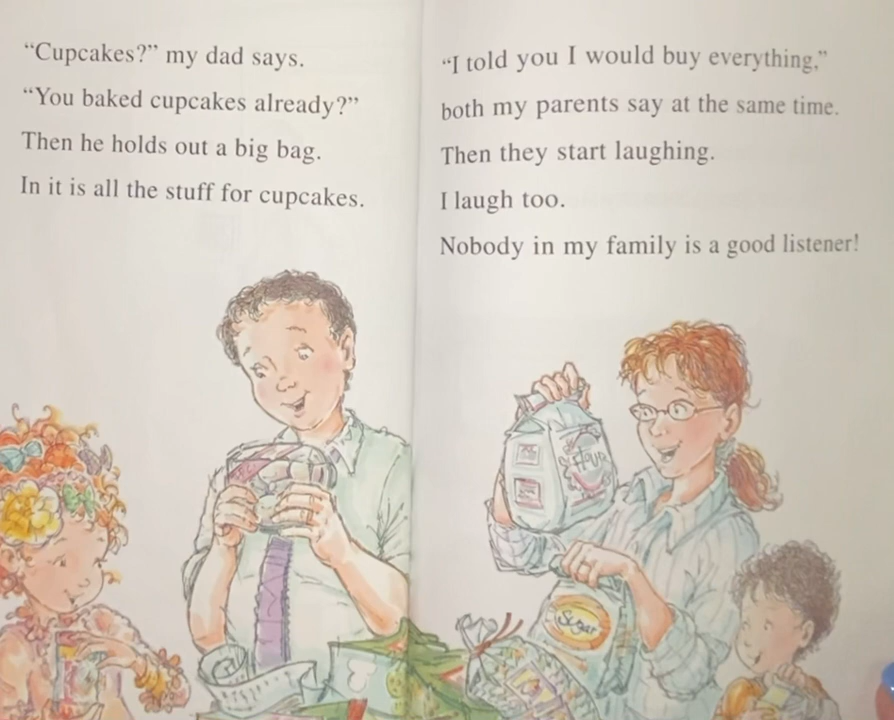 “Cupcakes?” my dad says.
“You baked cupcakes already?”
Then he holds out a big bag.
In it is all the stuff for cupcakes.
“I told you I would buy everything,”
both my parents say at the same time.
Then they start laughing.
I laugh too.
Nobody in my family is a good listener!
Flour
Sugar